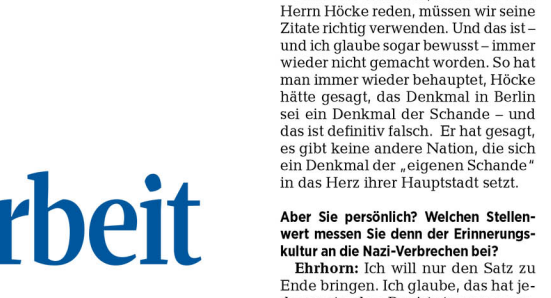 Herrn Höcke reden, müssen wir seine
Zitate richtig verwenden. Und das ist –
und ich glaube sogar bewusst – immer
wieder nicht gemacht worden. So hat
man immer wieder behauptet, Höcke
hätte gesagt, das Denkmal in Berlin
sei ein Denkmal der Schande – und
das ist definitiv falsch. Er hat gesagt,
es gibt keine andere Nation, die sich
ein Denkmal der „eigenen Schande“
in das Herz ihrer Hauptstadt setzt.
rbeit
Aber Sie persönlich? Welchen Stellen-
wert messen Sie denn der Erinnerungs-
kultur an die Nazi-Verbrechen bei?
Ehrhorn: Ich will nur den Satz zu
Ende bringen. Ich glaube, das hat je-